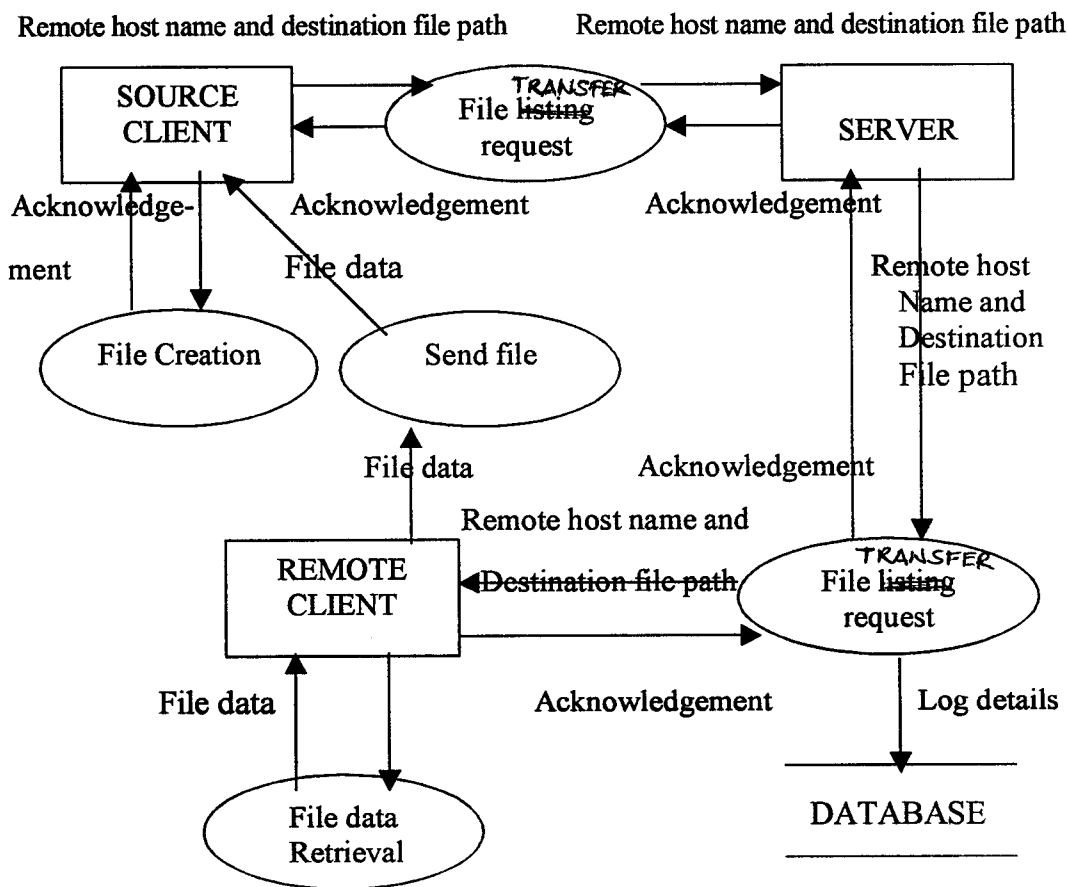 Remote host name and destination file path
Remote host name and destination file path
SOURCE
CLIENT
TRANSFER
File listing
request
SERVER
Acknowledge-
ment
Acknowledgement
Acknowledgement
File data
Remote host
Name and
Destination
File path
File Creation
Send file
File data
Acknowledgement
Remote host name and
Destination file path
REMOTE
CLIENT
TRANSFER
File listing
request
File data
Acknowledgement
Log details
File data
Retrieval
DATABASE